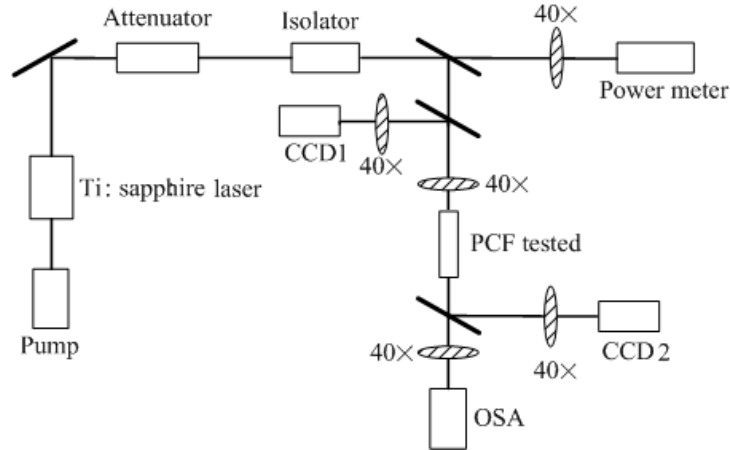 40×
Attenuator
Isolator
Power meter
CCD1
40×
40×
Ti: sapphire laser
PCF tested
Pump
40×
40×
CCD 2
OSA